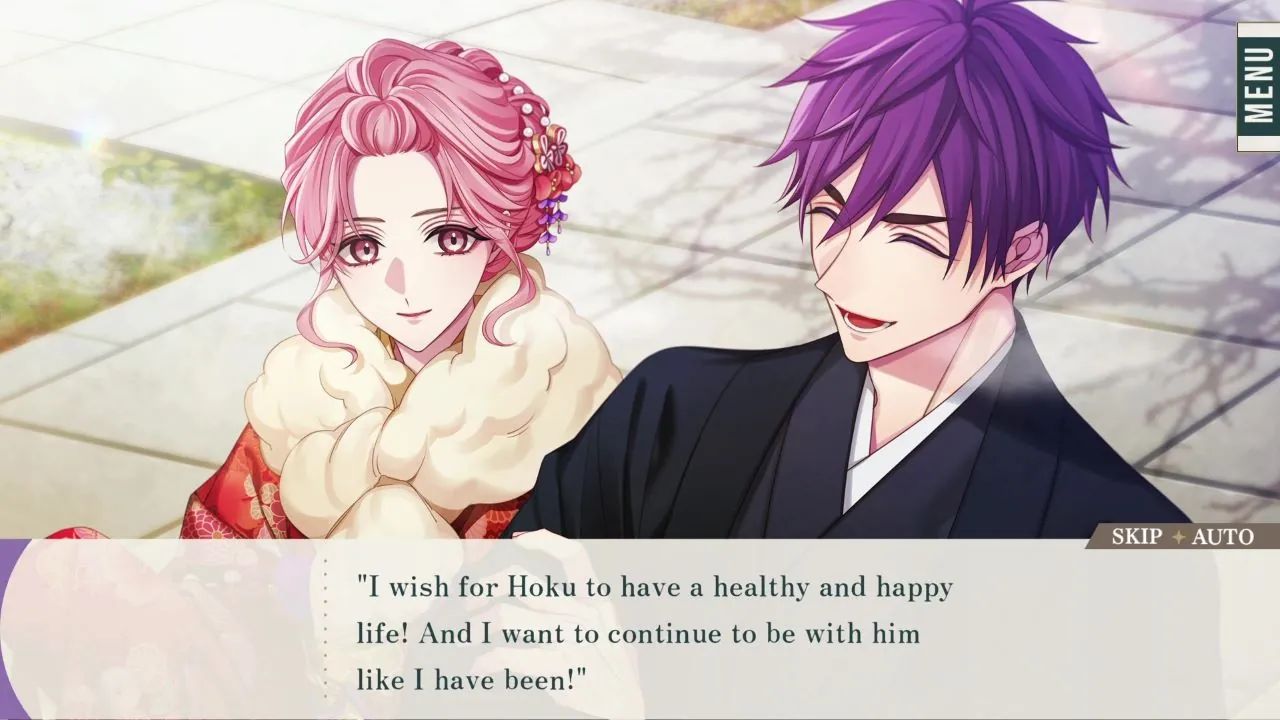 MENU
SKIP ✦ AUTO
"I wish for Hoku to have a healthy and happy
life! And I want to continue to be with him
like I have been!"